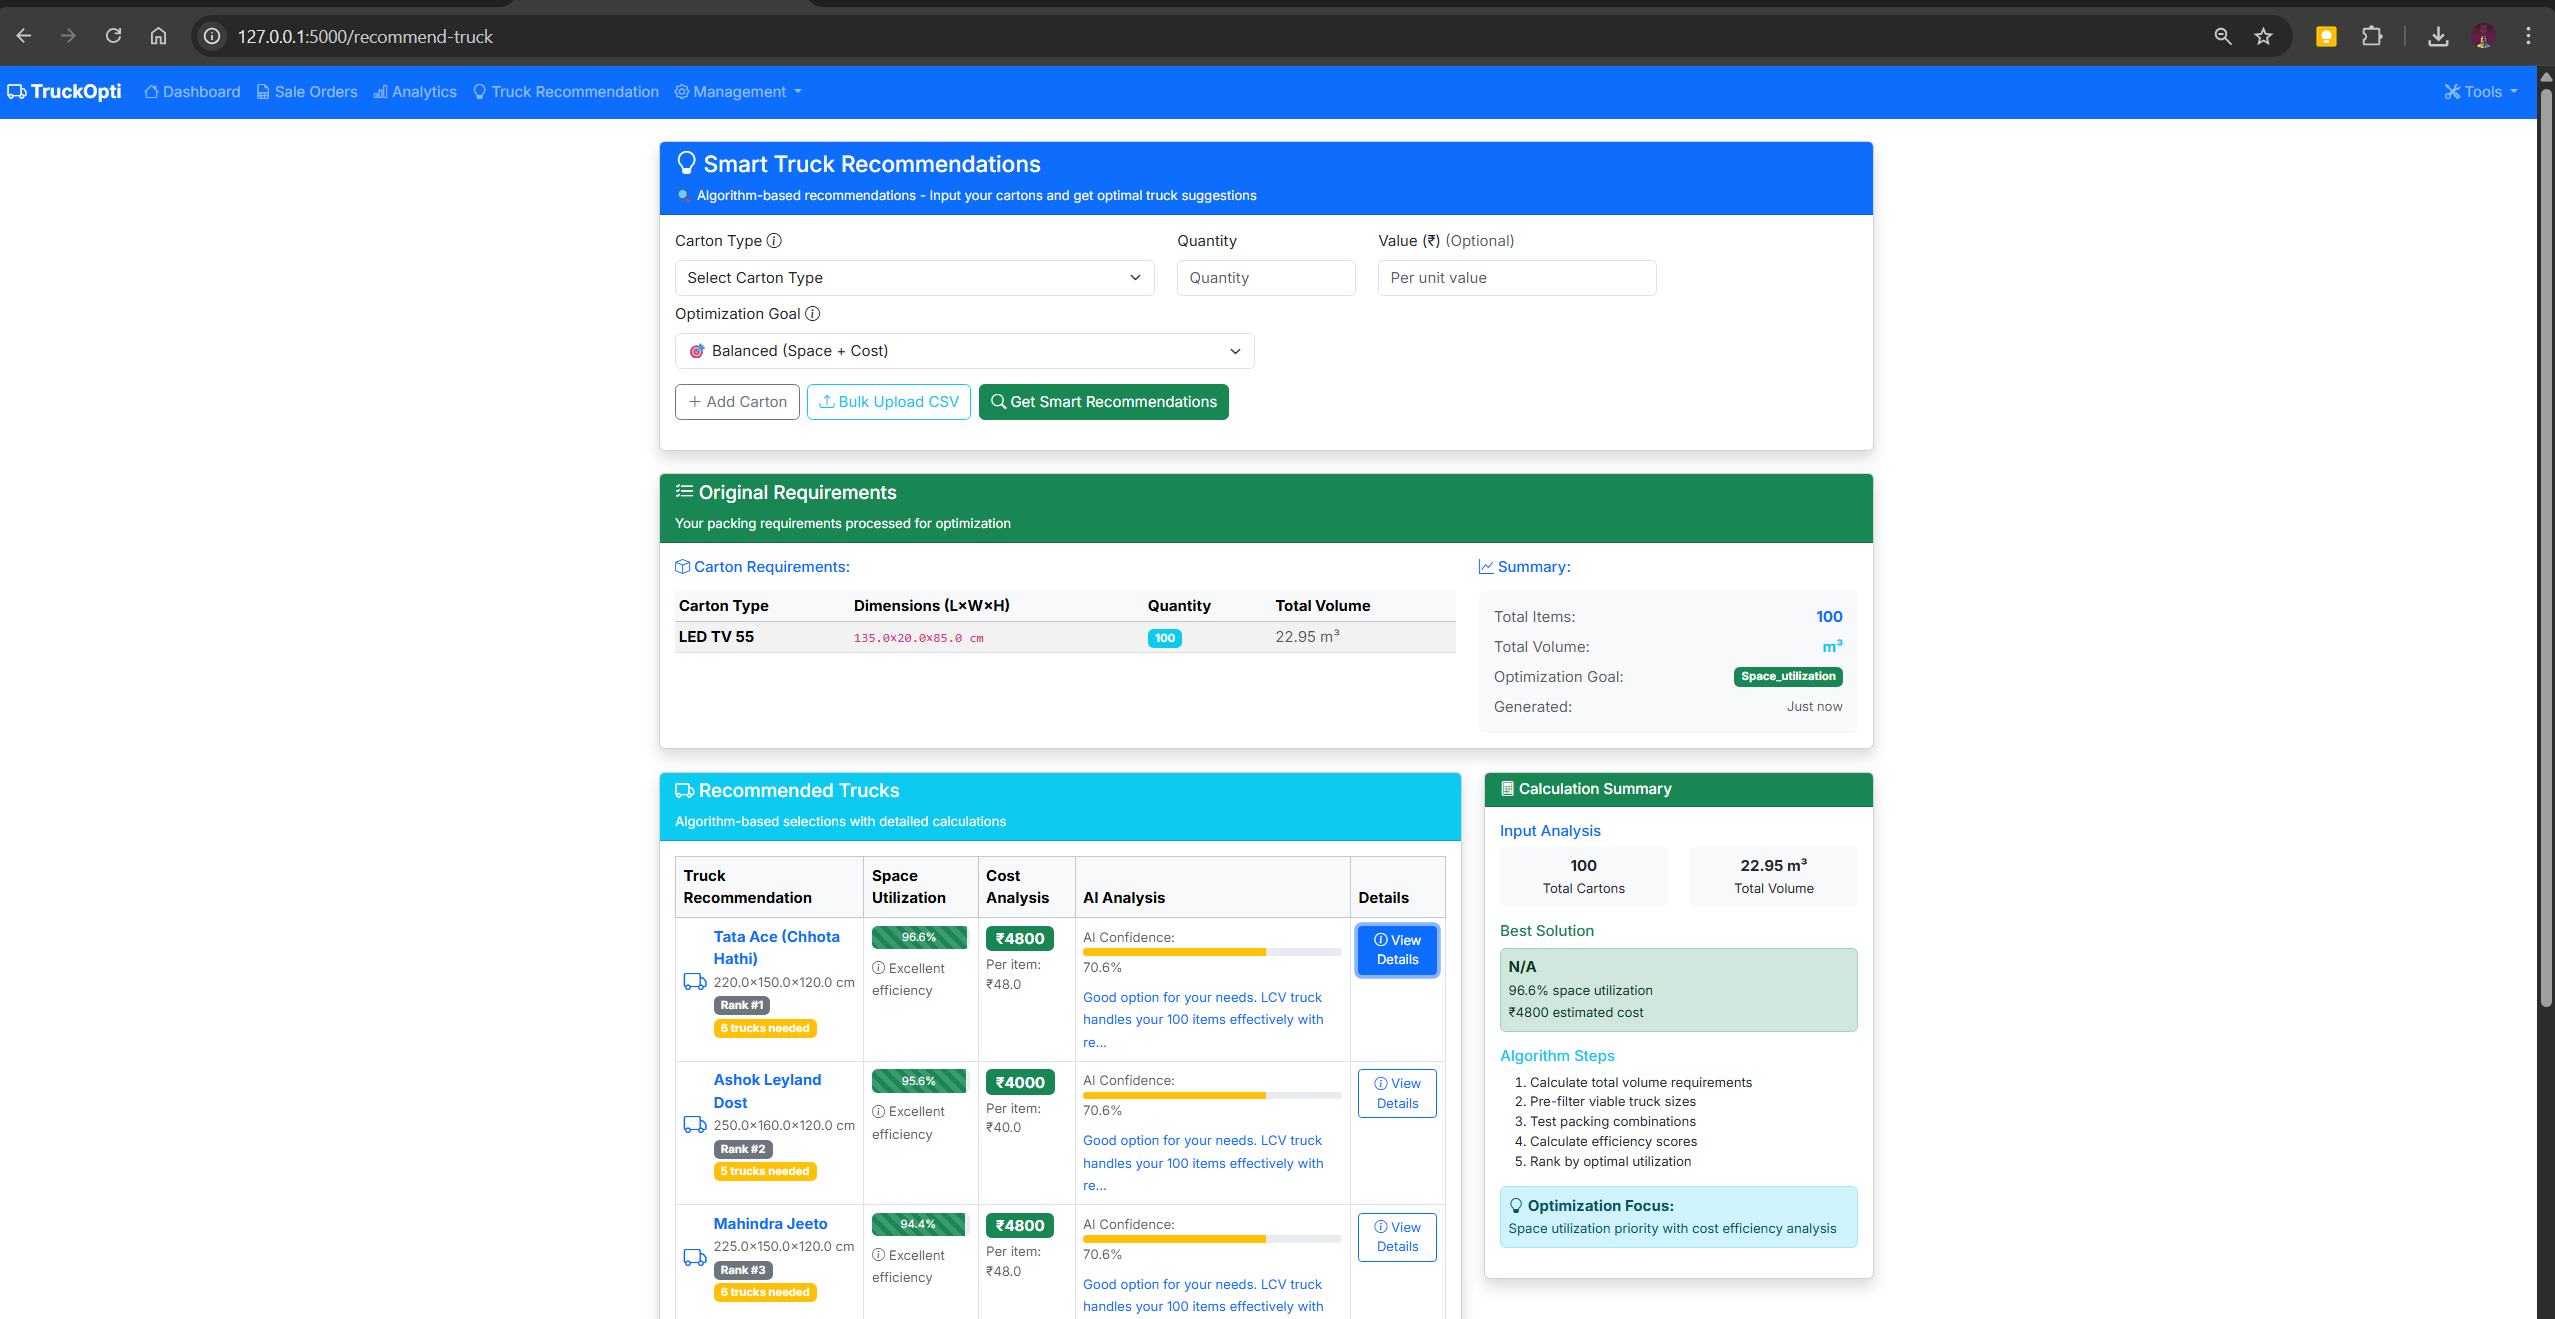 127.0.0.1:5000/recommend-truck
TruckOpti Dashboard Sale Orders Analytics Truck Recommendation Management Tools
Smart Truck Recommendations
Algorithm-based recommendations - Input your cartons and get optimal truck suggestions
Carton Type Quantity Value (₹) (Optional)
Select Carton Type Quantity Per unit value
Optimization Goal
Balanced (Space + Cost)
+ Add Carton Bulk Upload CSV Get Smart Recommendations
Original Requirements
Your packing requirements processed for optimization
Carton Requirements:
Carton Type Dimensions (L×W×H) Quantity Total Volume
LED TV 55 135.0×20.0×85.0 cm 100 22.95 m³
Summary:
Total Items: 100
Total Volume: m³
Optimization Goal: Space_utilization
Generated: Just now
Recommended Trucks
Algorithm-based selections with detailed calculations
Truck Recommendation
Space Utilization
Cost Analysis
AI Analysis
Details
Tata Ace (Chhota
Hathi)
220.0×150.0×120.0 cm
Rank #1
6 trucks needed
96.6%
Excellent
efficiency
₹4800
Per item:
₹48.0
AI Confidence:
70.6%
Good option for your needs. LCV truck
handles your 100 items effectively with
re...
View
Details
Ashok Leyland
Dost
250.0×160.0×120.0 cm
Rank #2
5 trucks needed
95.6%
Excellent
efficiency
₹4000
Per item:
₹40.0
AI Confidence:
70.6%
Good option for your needs. LCV truck
handles your 100 items effectively with
re...
View
Details
Mahindra Jeeto
225.0×150.0×120.0 cm
Rank #3
6 trucks needed
94.4%
Excellent
efficiency
₹4800
Per item:
₹48.0
AI Confidence:
70.6%
Good option for your needs. LCV truck
handles your 100 items effectively with
View
Details
Calculation Summary
Input Analysis
100
Total Cartons
22.95 m³
Total Volume
Best Solution
N/A
96.6% space utilization
₹4800 estimated cost
Algorithm Steps
1. Calculate total volume requirements
2. Pre-filter viable truck sizes
3. Test packing combinations
4. Calculate efficiency scores
5. Rank by optimal utilization
Optimization Focus:
Space utilization priority with cost efficiency analysis